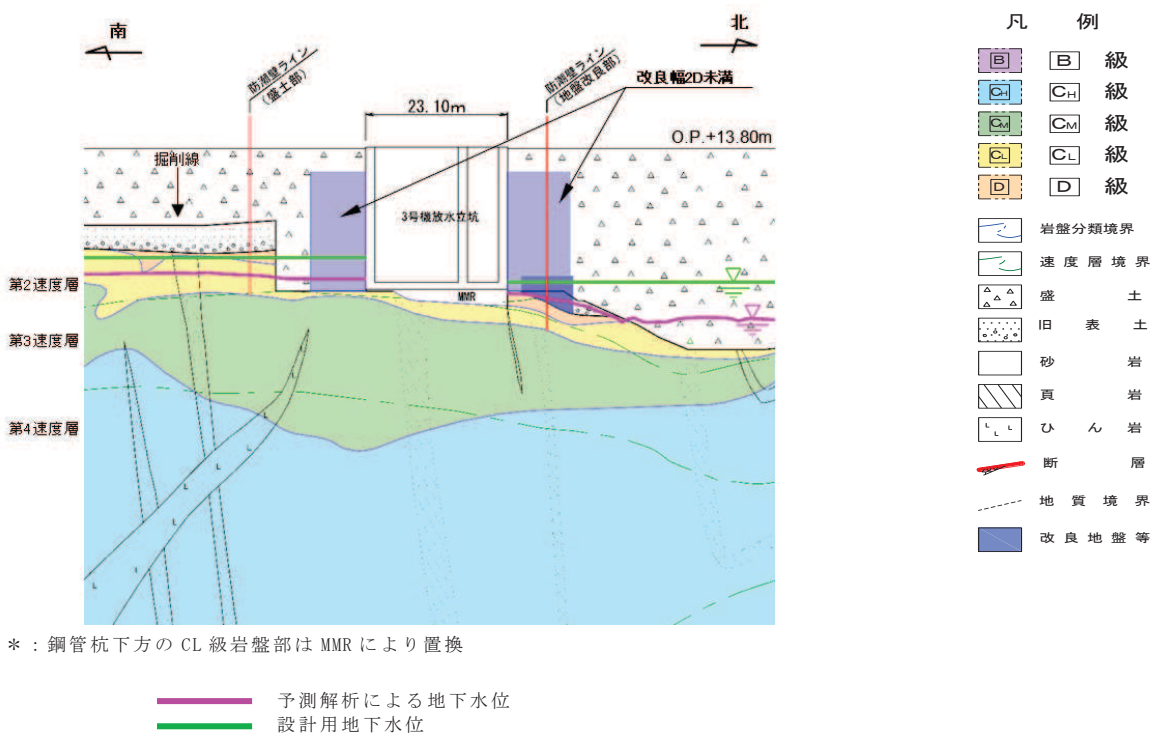 南
北
防潮壁ライン
(盛土部)
防潮壁ライン
(地盤改良部)
改良幅2D未満
23.10m
O.P.+13.80m
掘削線
3号機放水立坑
MMR
第2速度層
第3速度層
第4速度層
L
L
L
L
L
凡 例
B B 級
CH CH 級
CM CM 級
CL CL 級
D D 級
岩盤分類境界
速度層境界
盛土
旧表土
砂岩
頁岩
L L L ひん岩
断層
地質境界
改良地盤等
*:鋼管杭下方の CL 級岩盤部は MMR により置換
予測解析による地下水位
設計用地下水位